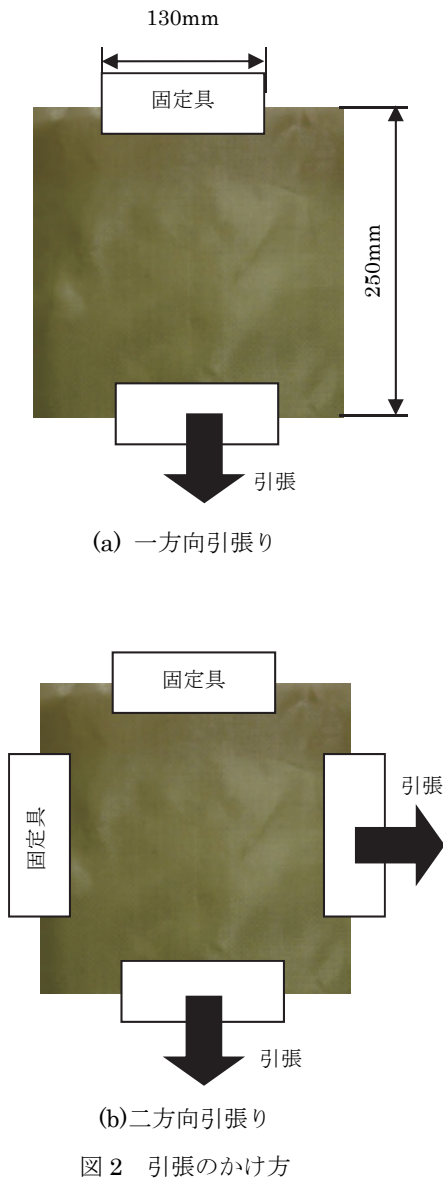 130mm
固定具
250mm
引張
(a) 一方向引張り
固定具
固定具
引張
引張
(b)二方向引張り
図 2　引張のかけ方